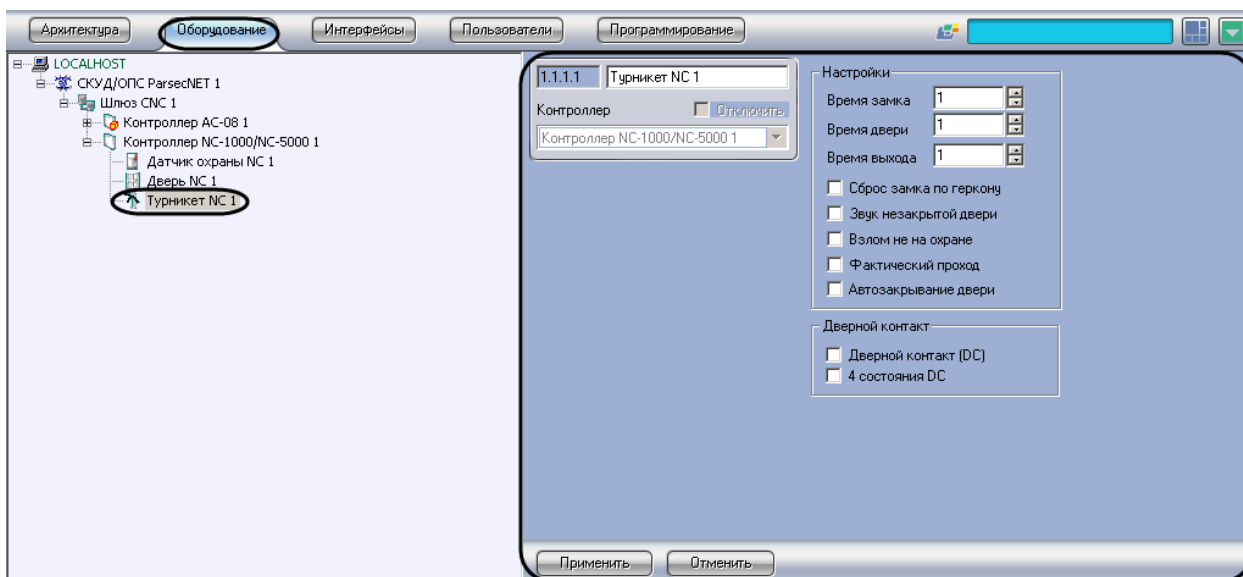 Архитектура Оборудование Интерфейсы Пользователи Программирование
LOCALHOST
СКУД/ОПС ParsecNET 1
Шлюз CNC 1
Контроллер AC-08 1
Контроллер NC-1000/NC-5000 1
Датчик охраны NC 1
Дверь NC 1
Турникет NC 1
1.1.1.1 Турникет NC 1
Контроллер Отключить
Контроллер NC-1000/NC-5000 1
Настройки
Время замка 1
Время двери 1
Время выхода 1
Сброс замка по геркону
Звук незакрытой двери
Взлом не на охране
Фактический проход
Автозакрывание двери
Дверной контакт
Дверной контакт (DC)
4 состояния DC
Применить Отменить